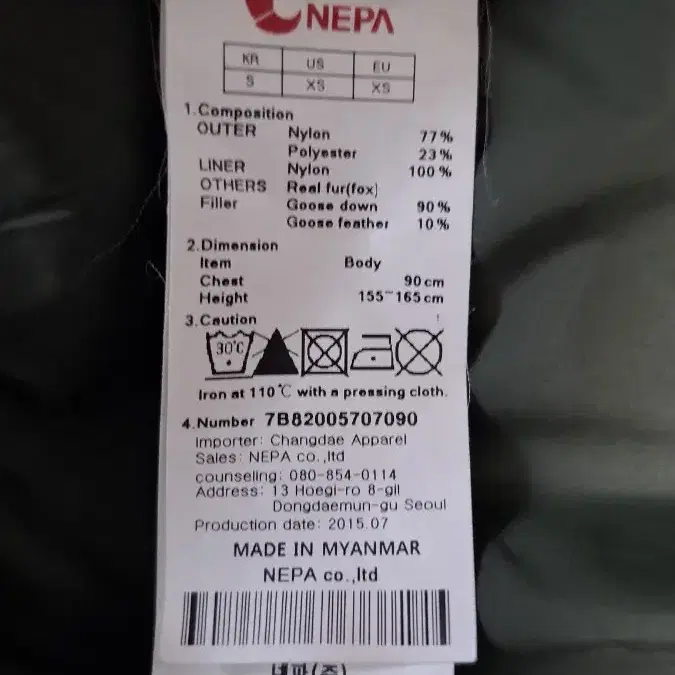 NEPA
KR US EU
S XS XS
1.Composition
OUTER Nylon 77%
Polyester 23%
LINER Nylon 100%
OTHERS Real fur(fox)
Filler Goose down 90%
Goose feather 10%
2.Dimension
Item Body
Chest 90cm
Height 155~165cm
3.Caution
30℃
Iron at 110℃ with a pressing cloth.
4.Number 7B82005707090
Importer: Changdae Apparel
Sales: NEPA co.,ltd
counseling: 080-854-0114
Address: 13 Hoegi-ro 8-gil
Dongdaemun-gu Seoul
Production date: 2015.07
MADE IN MYANMAR
NEPA co.,ltd